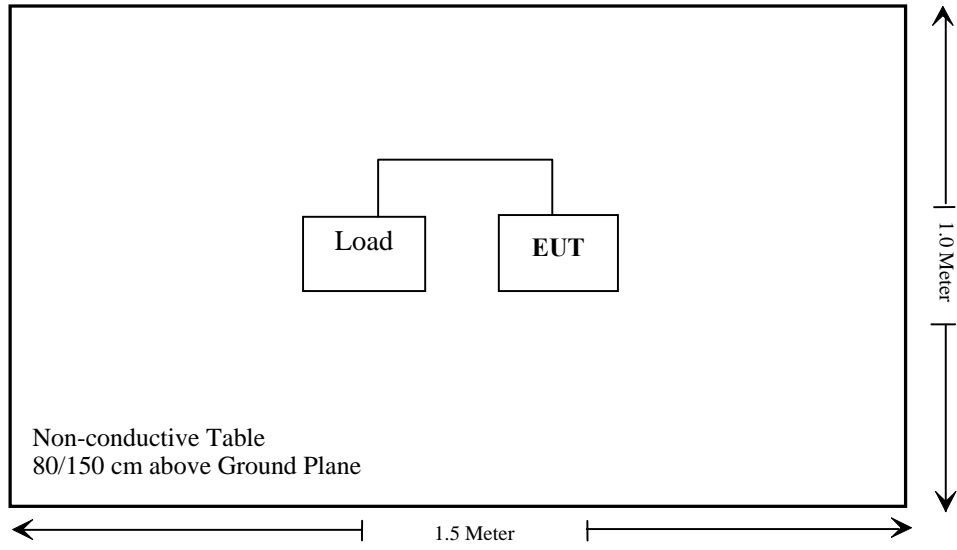 Load
EUT
1.0 Meter
Non-conductive Table
80/150 cm above Ground Plane
1.5 Meter